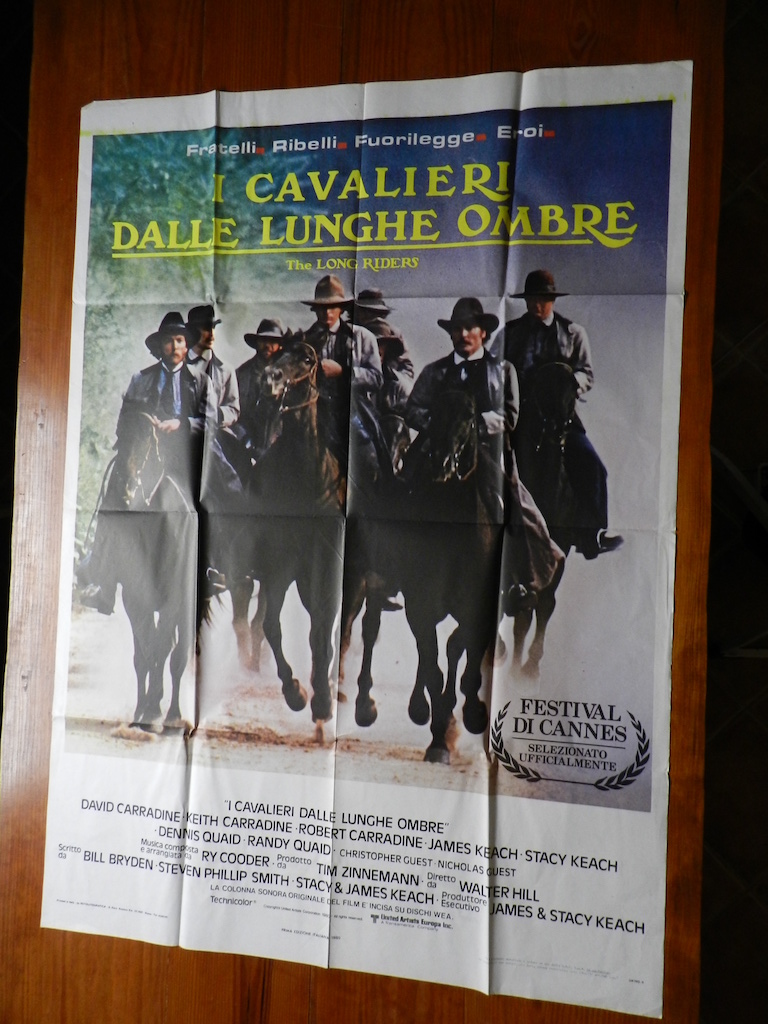 Fratelli. Ribelli. Fuorilegge. Eroi.
I CAVALIERI
DALLE LUNGHE OMBRE
The LONG RIDERS
FESTIVAL
DI CANNES
SELEZIONATO
UFFICIALMENTE
"I CAVALIERI DALLE LUNGHE OMBRE"
DAVID CARRADINE · KEITH CARRADINE · ROBERT CARRADINE · JAMES KEACH · STACY KEACH
· DENNIS QUAID · RANDY QUAID · CHRISTOPHER GUEST · NICHOLAS GUEST
Musica composta e arrangiata da RY COODER · Prodotto da TIM ZINNEMANN · Diretto da WALTER HILL
Scritto da BILL BRYDEN · STEVEN PHILLIP SMITH · STACY & JAMES KEACH · Produttore Esecutivo JAMES & STACY KEACH
LA COLONNA SONORA ORIGINALE DEL FILM E' INCISA SU DISCHI WEA.
Technicolor®
United Artists Europa Inc.